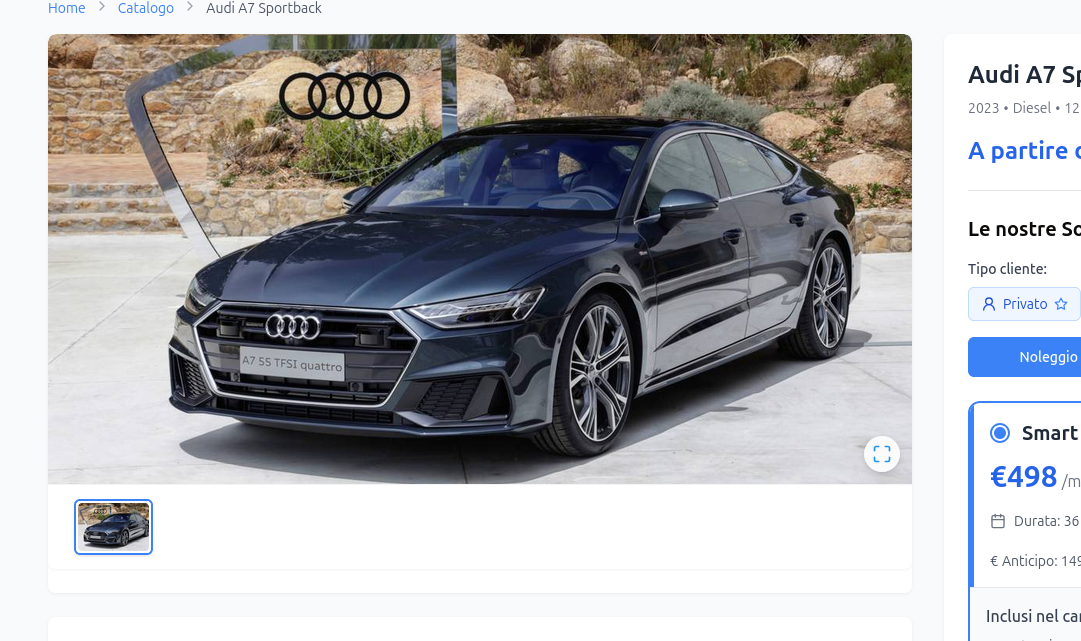 Home > Catalogo > Audi A7 Sportback
A7 55 TFSI quattro
Audi A7 Sp
2023 • Diesel • 12
A partire
Le nostre So
Tipo cliente:
Privato
Noleggio
Smart
€498 /m
Durata: 36
€ Anticipo: 149
Inclusi nel